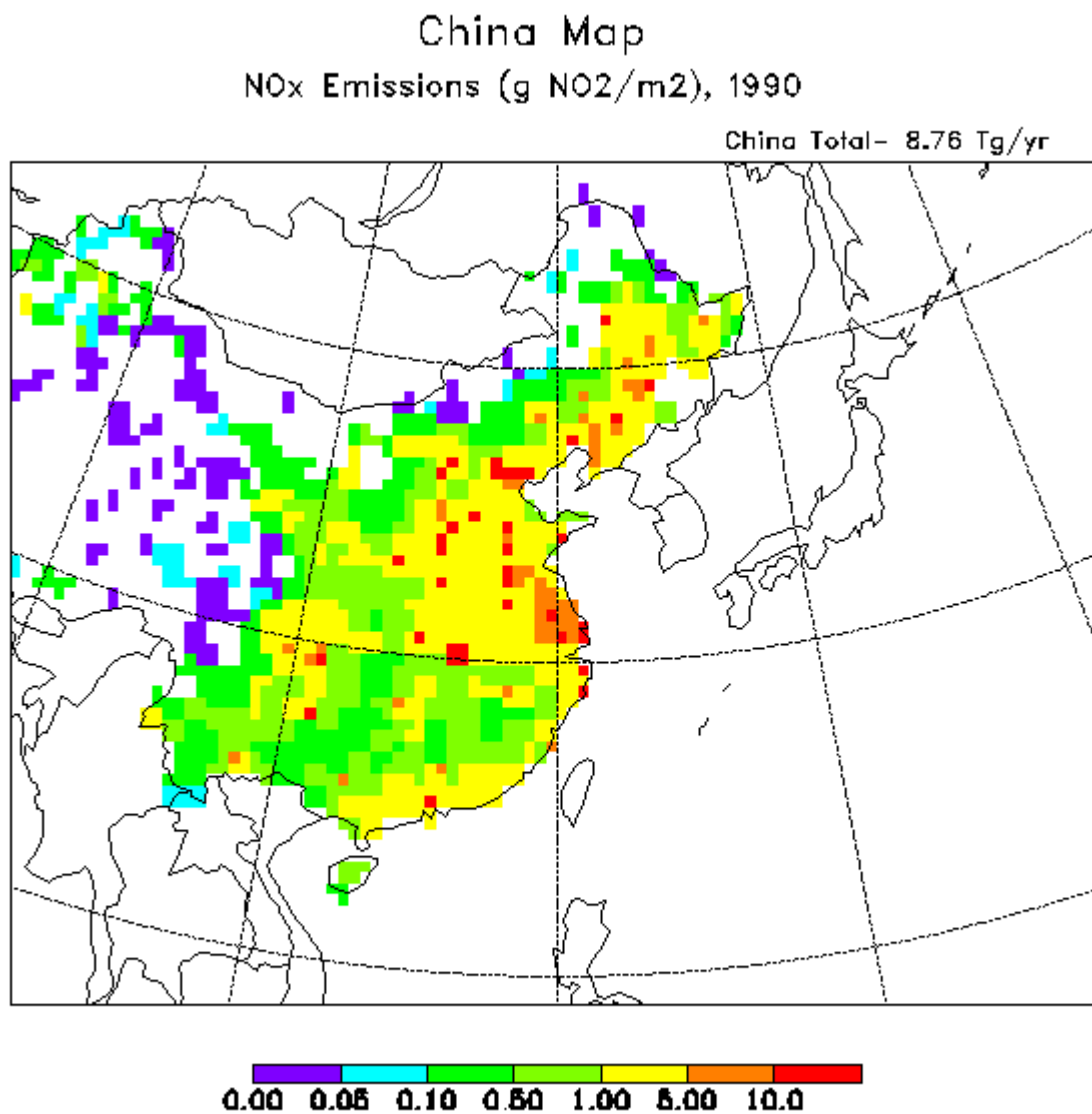 China Map
NOx Emissions (g NO2/m2), 1990
China Total- 8.76 Tg/yr
0.00 0.05 0.10 0.50 1.00 5.00 10.0